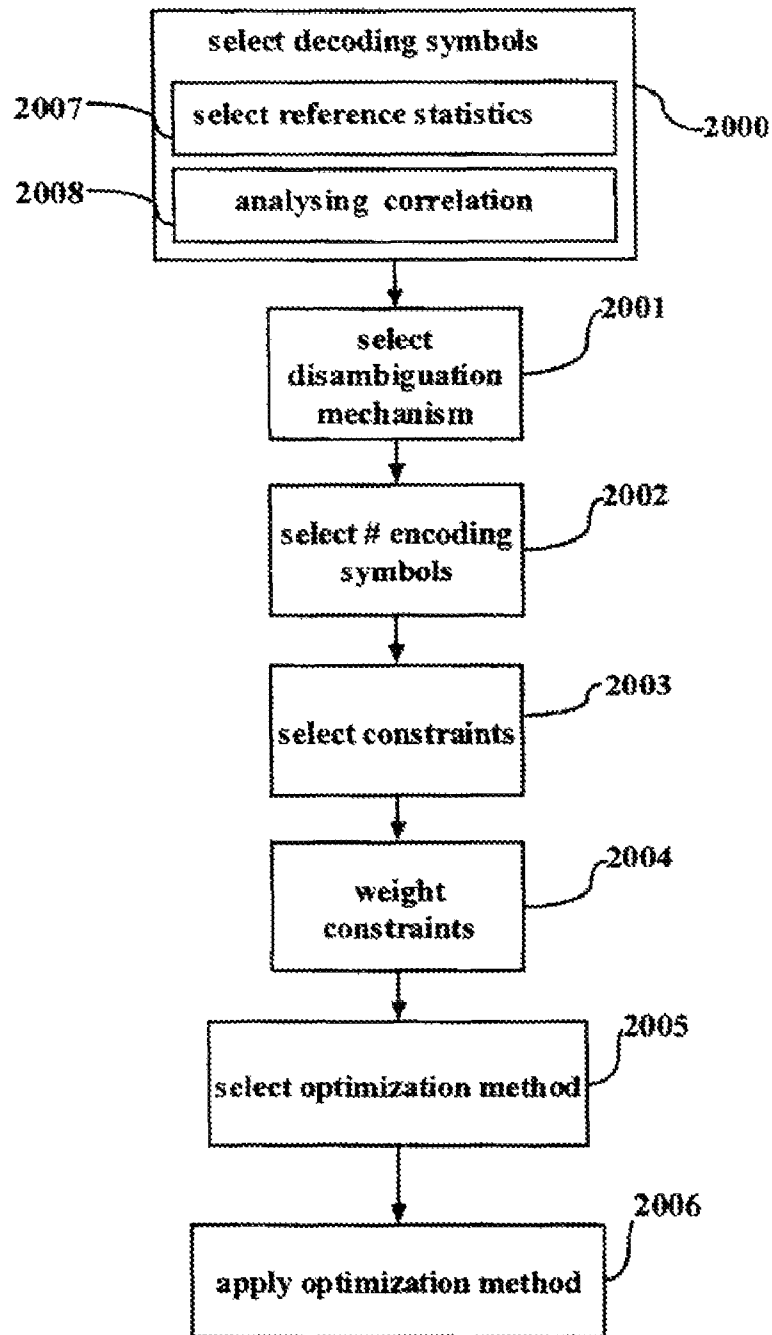 select decoding symbols
2007
select reference statistics
2000
2008
analysing correlation
2001
select
disambiguation
mechanism
2002
select # encoding
symbols
2003
select constraints
2004
weight
constraints
2005
select optimization method
2006
apply optimization method